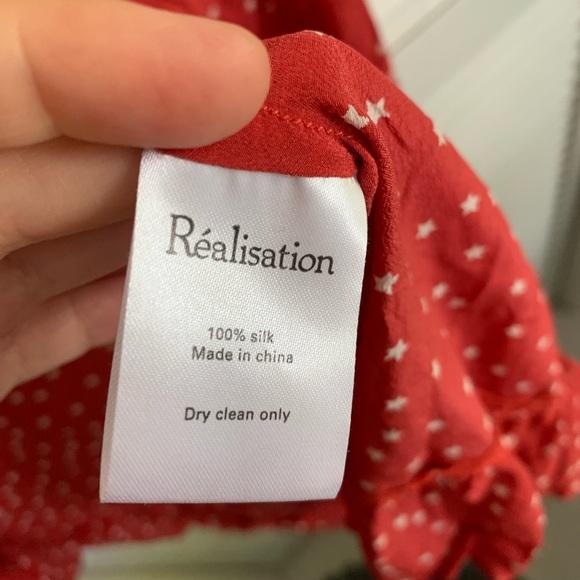 Réalisation
100% silk
Made in china
Dry clean only